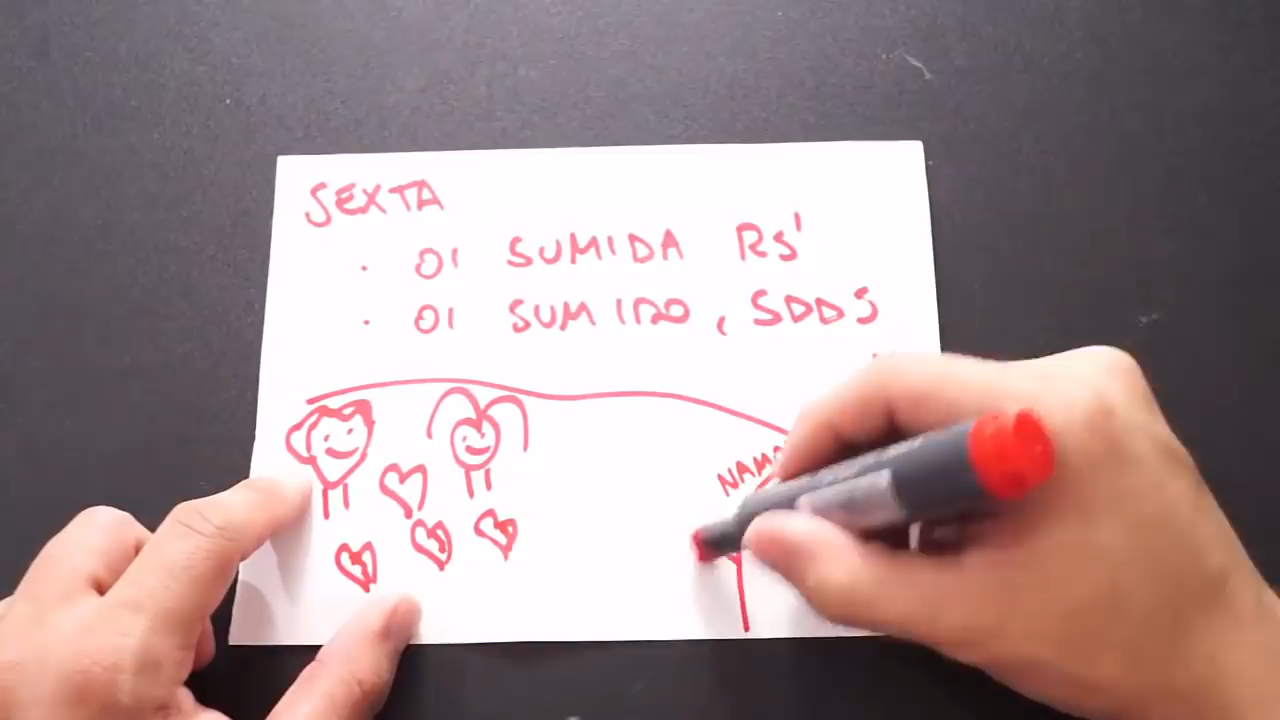 SEXTA
· OI SUMIDA RS'
· OI SUMIDO, SDDS